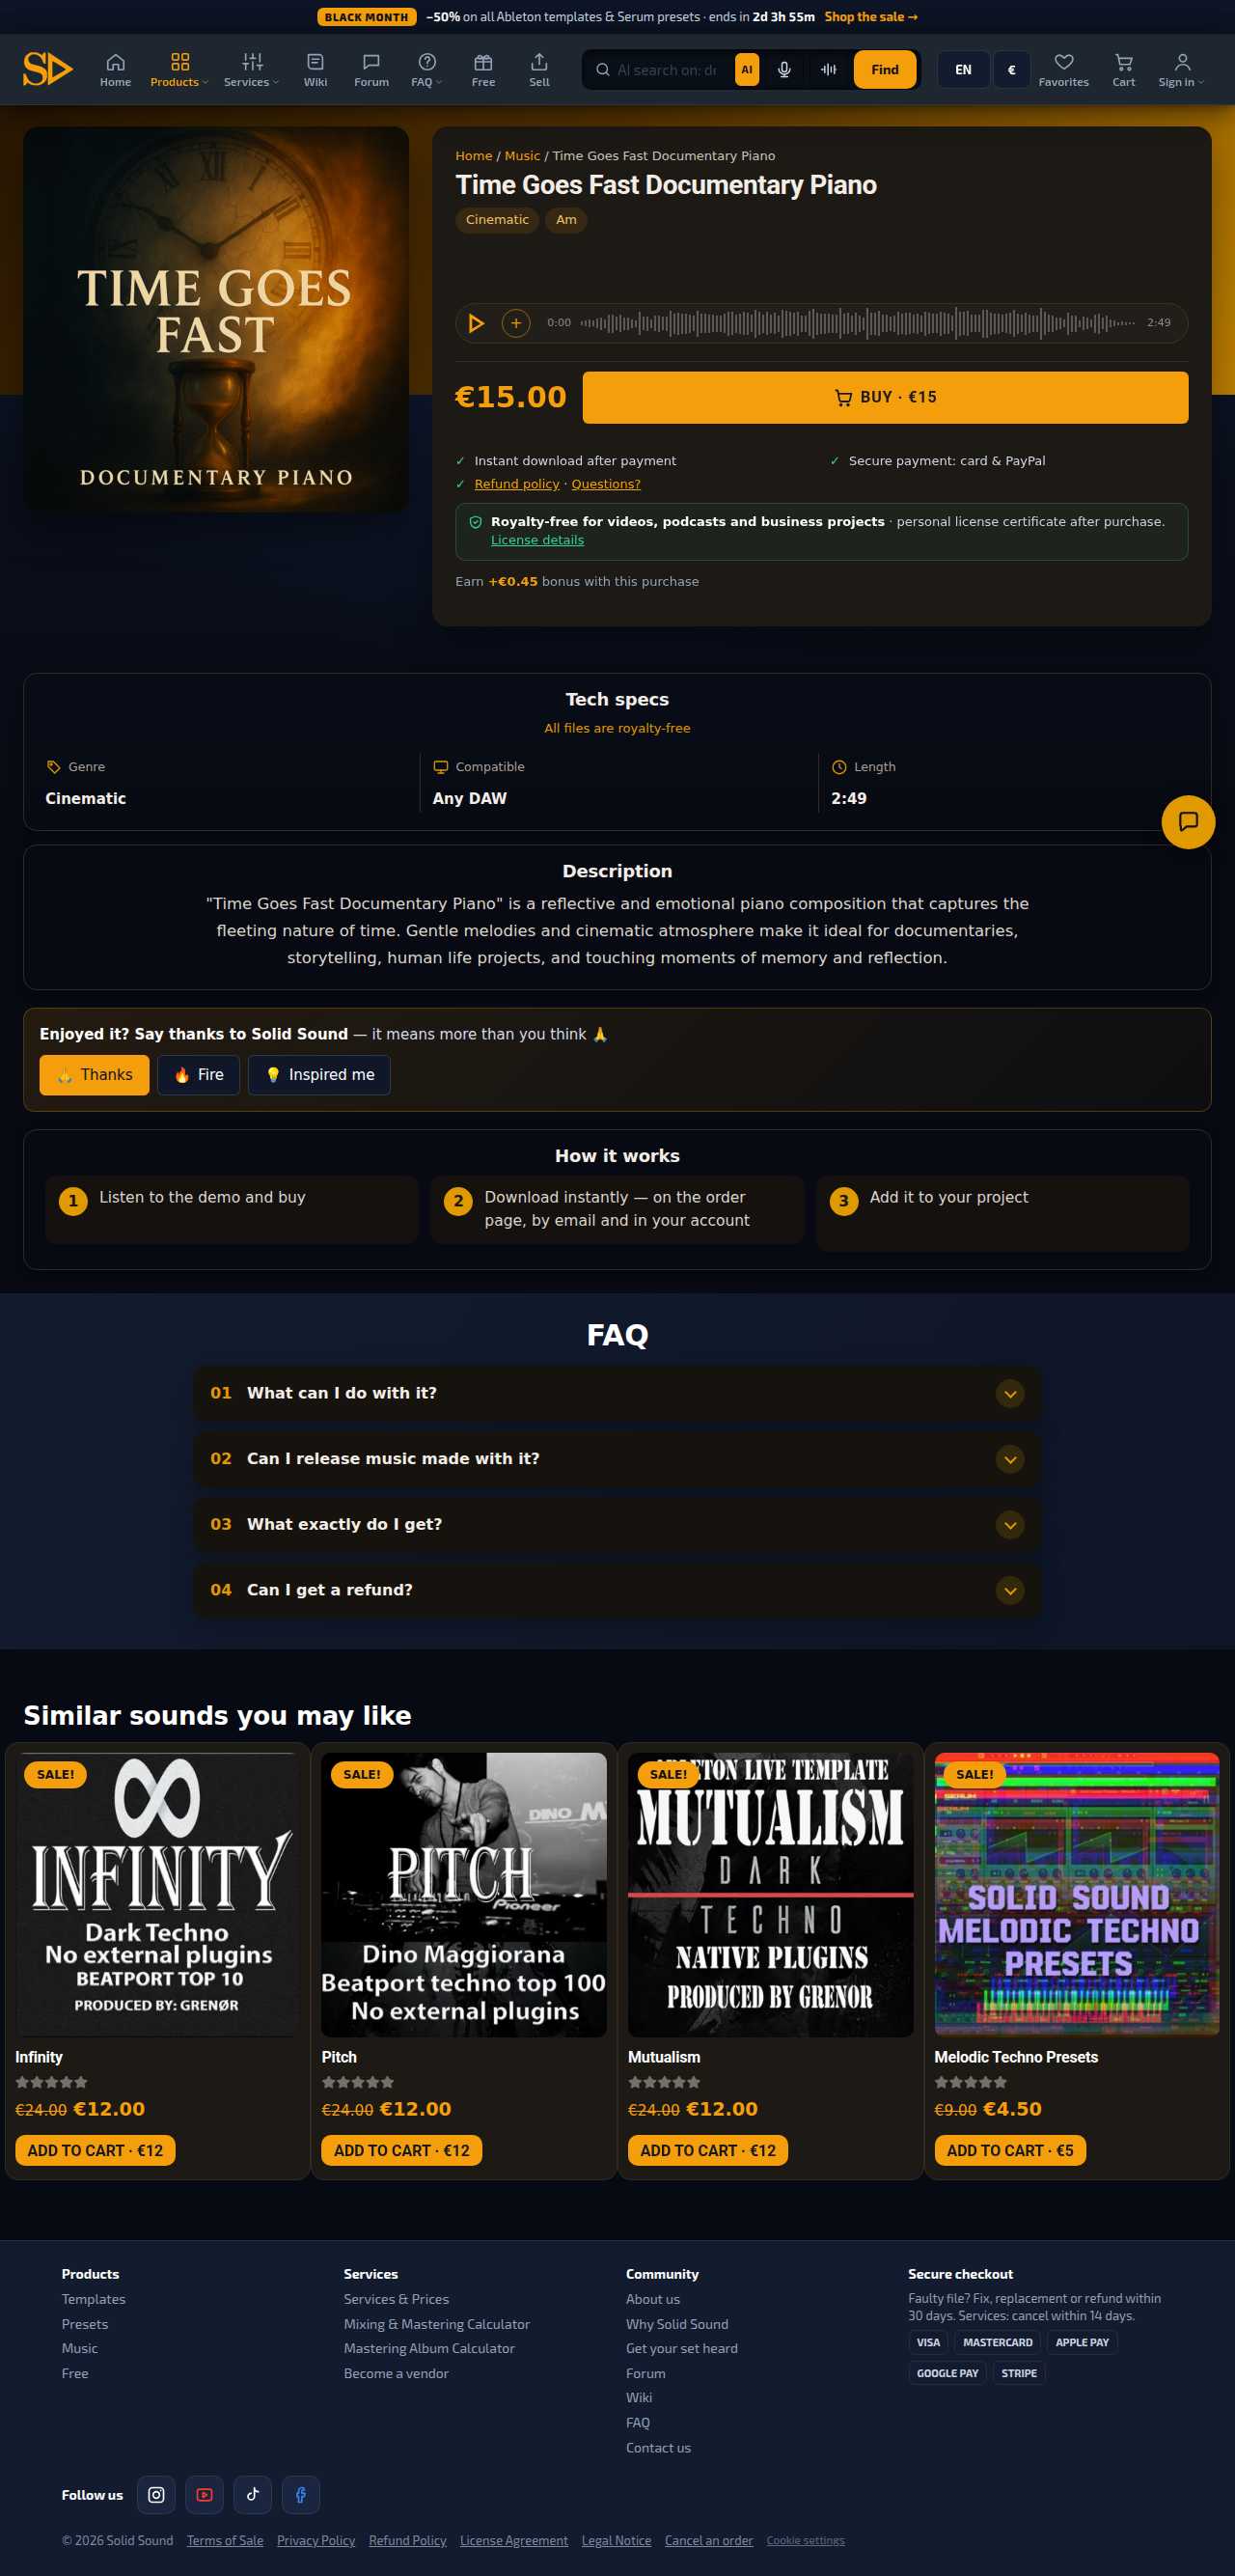 BLACK MONTH −50% on all Ableton templates & Serum presets · ends in 2d 3h 55m Shop the sale →
Home
Products
Services
Wiki
Forum
FAQ
Free
Sell
AI search on: de
AI
Find
EN
€
Favorites
Cart
Sign in
TIME GOES
FAST
DOCUMENTARY PIANO
Home / Music / Time Goes Fast Documentary Piano
Time Goes Fast Documentary Piano
Cinematic
Am
0:00
2:49
€15.00
BUY · €15
✓ Instant download after payment
✓ Secure payment: card & PayPal
✓ Refund policy · Questions?
Royalty-free for videos, podcasts and business projects · personal license certificate after purchase.
License details
Earn +€0.45 bonus with this purchase
Tech specs
All files are royalty-free
Genre
Cinematic
Compatible
Any DAW
Length
2:49
Description
"Time Goes Fast Documentary Piano" is a reflective and emotional piano composition that captures the
fleeting nature of time. Gentle melodies and cinematic atmosphere make it ideal for documentaries,
storytelling, human life projects, and touching moments of memory and reflection.
Enjoyed it? Say thanks to Solid Sound — it means more than you think 🙏
🙏 Thanks
🔥 Fire
💡 Inspired me
How it works
1 Listen to the demo and buy
2 Download instantly — on the order
page, by email and in your account
3 Add it to your project
FAQ
01 What can I do with it?
02 Can I release music made with it?
03 What exactly do I get?
04 Can I get a refund?
Similar sounds you may like
SALE!
INFINITY
Dark Techno
No external plugins
BEATPORT TOP 10
PRODUCED BY: GRENØR
Infinity
€24.00 €12.00
ADD TO CART · €12
SALE!
DINO M
PITCH
Pioneer
Dino Maggiorana
Beatport techno top 100
No external plugins
Pitch
€24.00 €12.00
ADD TO CART · €12
SALE!
LIVE TEMPLATE
MUTUALISM
DARK
TECHNO
NATIVE PLUGINS
PRODUCED BY GRENOR
Mutualism
€24.00 €12.00
ADD TO CART · €12
SALE!
SOLID SOUND
MELODIC TECHNO
PRESETS
Melodic Techno Presets
€9.00 €4.50
ADD TO CART · €5
Products
Templates
Presets
Music
Free
Services
Services & Prices
Mixing & Mastering Calculator
Mastering Album Calculator
Become a vendor
Community
About us
Why Solid Sound
Get your set heard
Forum
Wiki
FAQ
Contact us
Secure checkout
Faulty file? Fix, replacement or refund within
30 days. Services: cancel within 14 days.
VISA
MASTERCARD
APPLE PAY
GOOGLE PAY
STRIPE
Follow us
© 2026 Solid Sound Terms of Sale Privacy Policy Refund Policy License Agreement Legal Notice Cancel an order Cookie settings